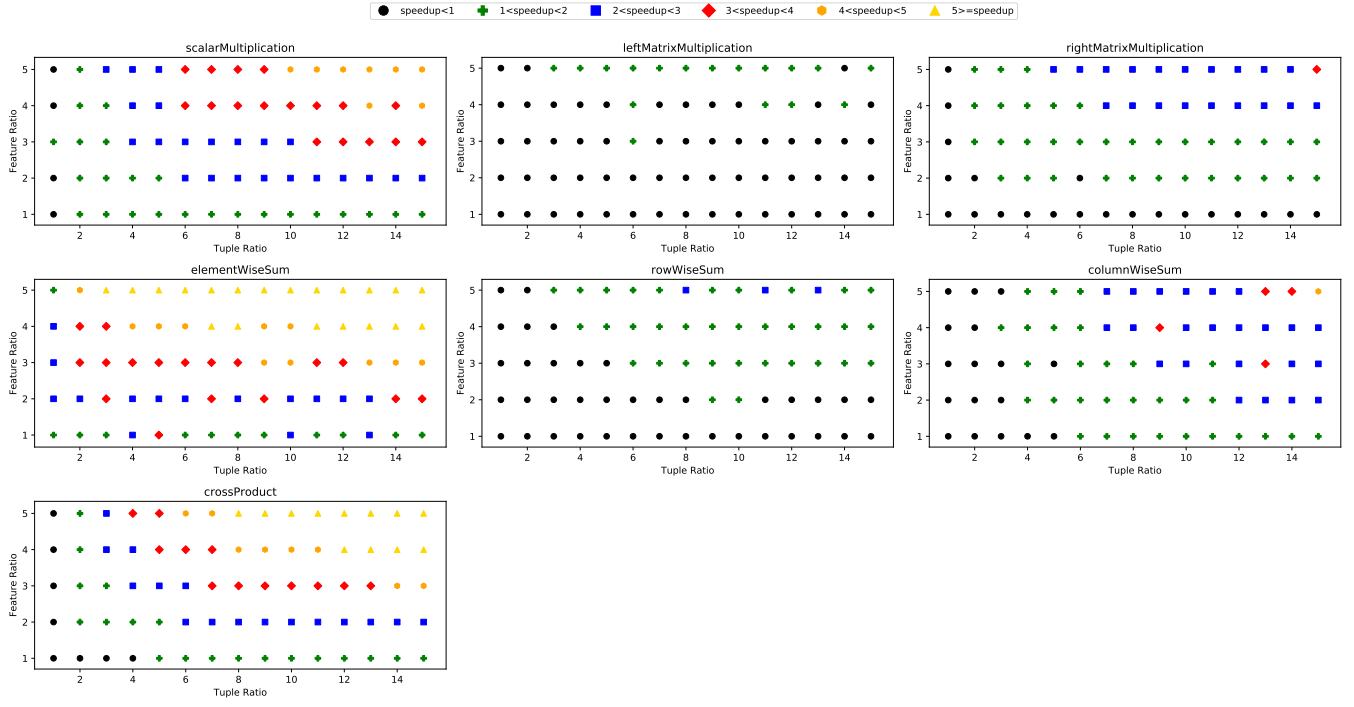 speedup<1 1<speedup<2 2<speedup<3 3<speedup<4 4<speedup<5 5>=speedup
scalarMultiplication
5
4
3
2
1
Feature Ratio
2 4 6 8 10 12 14
Tuple Ratio
leftMatrixMultiplication
5
4
3
2
1
Feature Ratio
2 4 6 8 10 12 14
Tuple Ratio
rightMatrixMultiplication
5
4
3
2
1
Feature Ratio
2 4 6 8 10 12 14
Tuple Ratio
elementWiseSum
5
4
3
2
1
Feature Ratio
2 4 6 8 10 12 14
Tuple Ratio
rowWiseSum
5
4
3
2
1
Feature Ratio
2 4 6 8 10 12 14
Tuple Ratio
columnWiseSum
5
4
3
2
1
Feature Ratio
2 4 6 8 10 12 14
Tuple Ratio
crossProduct
5
4
3
2
1
Feature Ratio
2 4 6 8 10 12 14
Tuple Ratio